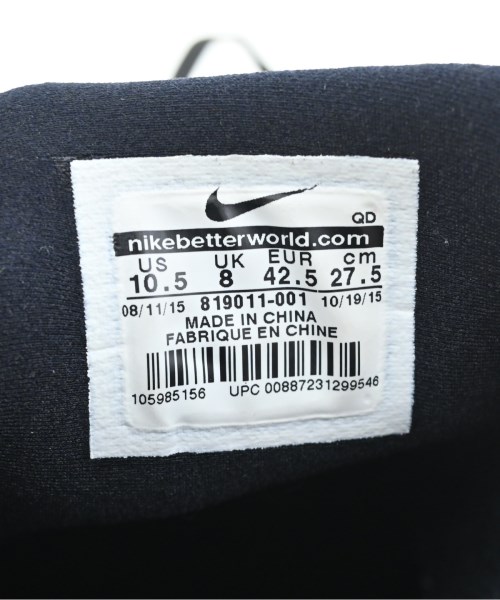 QD
nikebetterworld.com
US UK EUR cm
10.5 8 42.5 27.5
08/11/15 819011-001 10/19/15
MADE IN CHINA
FABRIQUE EN CHINE
105985156 UPC 00887231299546